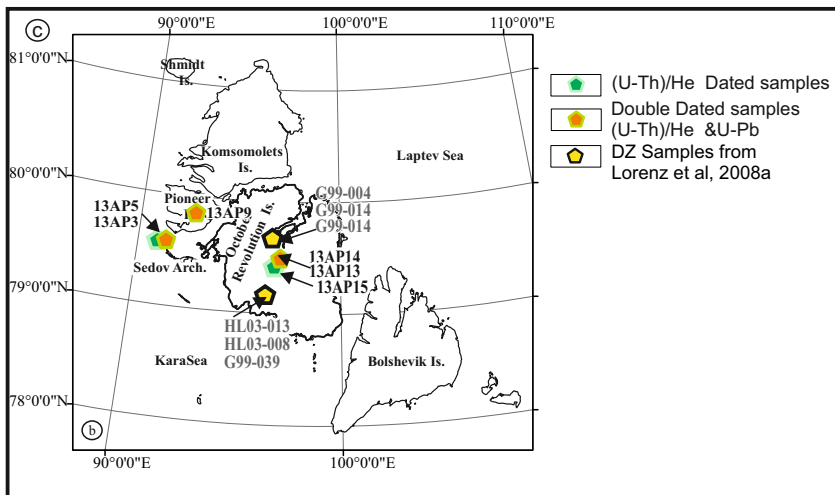 c
90°0'0"E
100°0'0"E
110°0'0"E
81°0'0"N
80°0'0"N
79°0'0"N
78°0'0"N
Shmidt
Is.
Komsomolets
Is.
Laptev Sea
Pioneer
Is.
13AP9
13AP5
13AP3
Sedov Arch.
October
Revolution Is.
G99-004
G99-014
G99-014
13AP14
13AP13
13AP15
HL03-013
HL03-008
G99-039
KaraSea
Bolshevik Is.
b
90°0'0"E
100°0'0"E
(U-Th)/He Dated samples
Double Dated samples
(U-Th)/He &U-Pb
DZ Samples from
Lorenz et al, 2008a